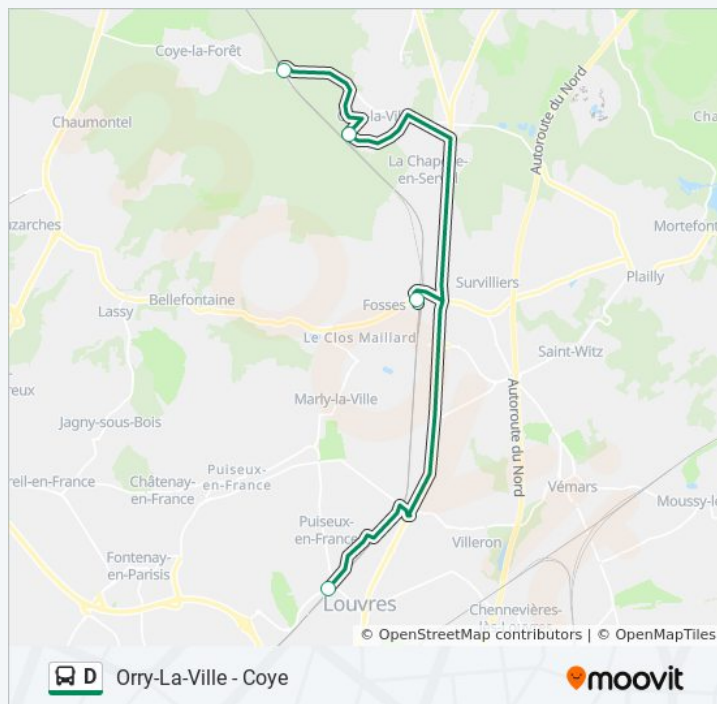 Coye-la-Forêt
Chaumontel
La Chapelle-
en-Serval
Autoroute du Nord
Mortefont
Survilliers
Plailly
Bellefontaine
Fosses
Lassy
Le Clos Maillard
Saint-Witz
Marly-la-Ville
Autoroute du Nord
Jagny-sous-Bois
Puiseux-
en-France
Châtenay-
en-France
Vémars
Puiseux-
en-France
Villeron
Fontenay-
en-Parisis
Louvres
Chennevières-
© OpenStreetMap contributors | © OpenMapTiles
D Orry-La-Ville - Coye
moovit